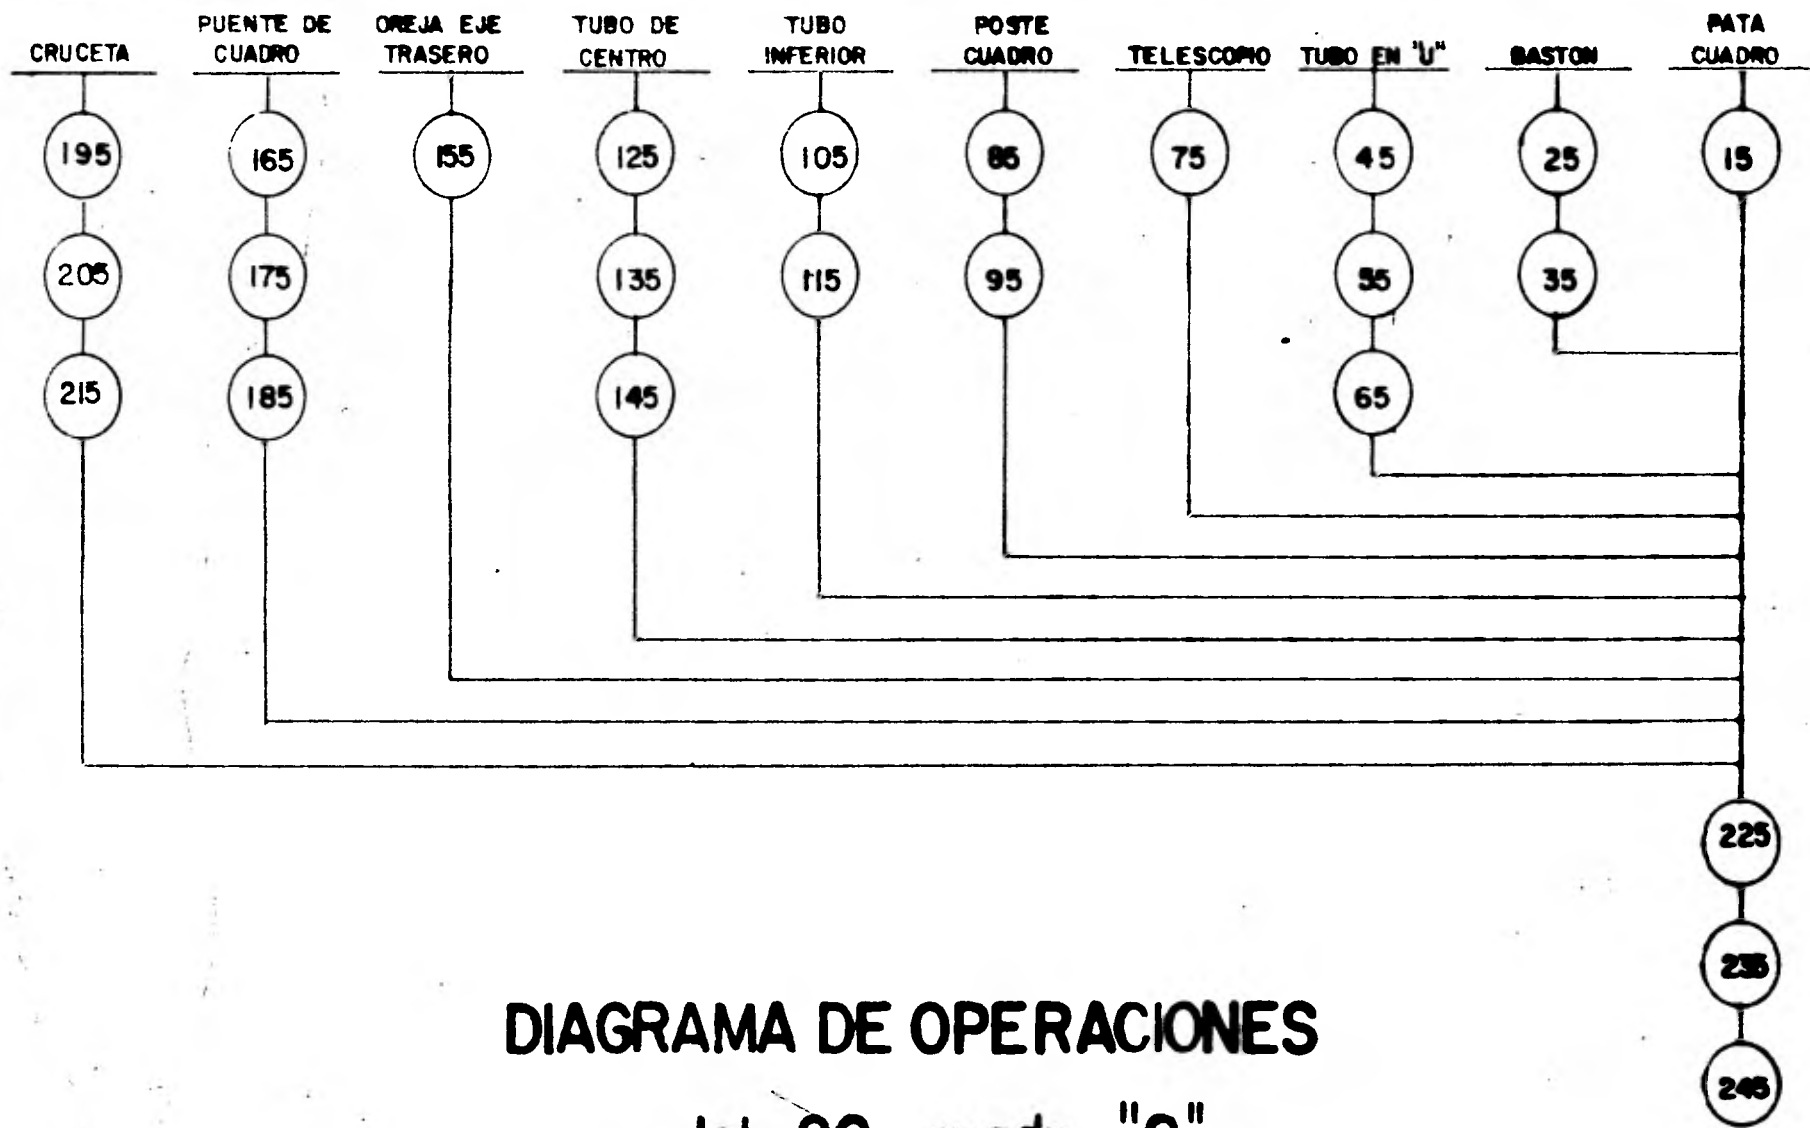 CRUCETA
PUENTE DE
CUADRO
OREJA EJE
TRASERO
TUBO DE
CENTRO
TUBO
INFERIOR
POSTE
CUADRO
TELESCOPIO
TUBO EN "U"
BASTON
PATA
CUADRO
195
165
155
125
105
85
75
45
25
15
205
175
135
115
95
55
35
215
185
145
65
225
235
245
DIAGRAMA DE OPERACIONES
20 "C"